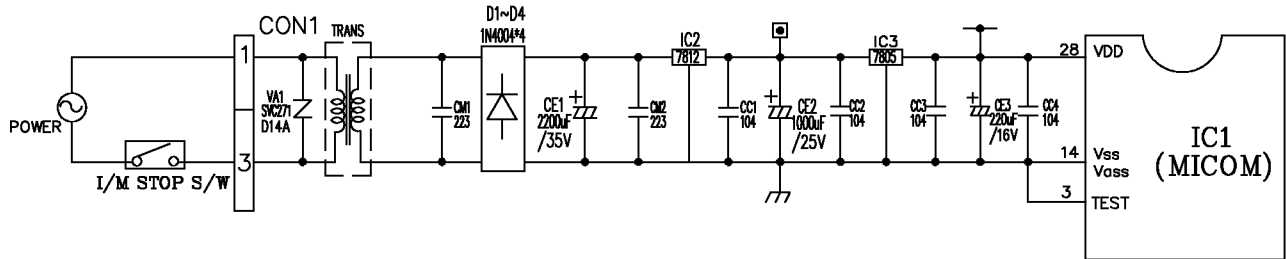 CON1
TRANS
D1~D4
1N4004*4
IC2
7812
IC3
7805
1
3
POWER
I/M STOP S/W
VA1
SVC271
D14A
CM1
223
CE1
2200uF
/35V
CM2
223
CC1
104
CE2
1000uF
/25V
CC2
104
CC3
104
CE3
220uF
/16V
CC4
104
28
VDD
14
Vss
Vass
3
TEST
IC1
(MICOM)